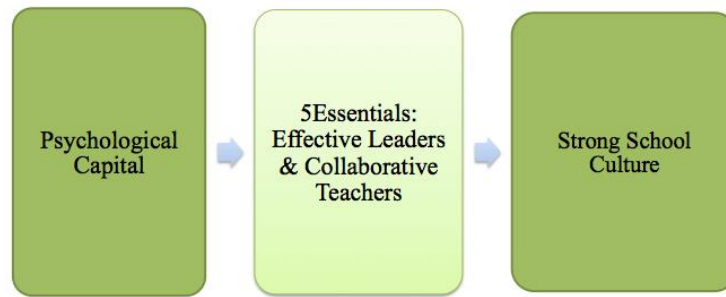 Psychological
Capital
5Essentials:
Effective Leaders
& Collaborative
Teachers
Strong School
Culture